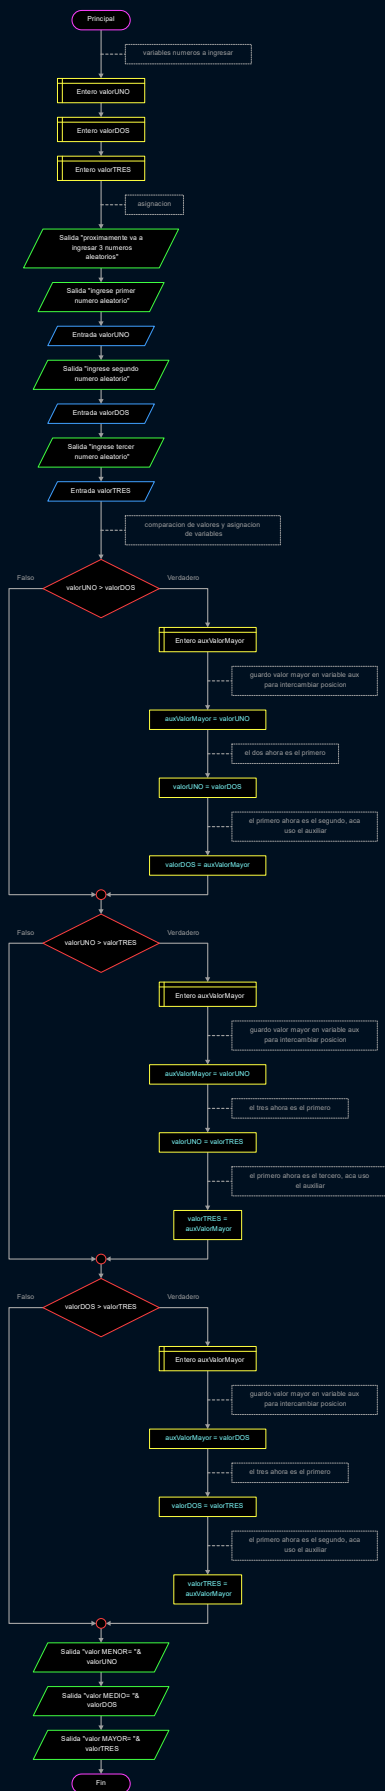 Principal
variables numeros a ingresar
Entero valorUNO
Entero valorDOS
Entero valorTRES
asignacion
Salida "proximamente va a
ingresar 3 numeros
aleatorios"
Salida "ingrese primer
numero aleatorio"
Entrada valorUNO
Salida "ingrese segundo
numero aleatorio"
Entrada valorDOS
Salida "ingrese tercer
numero aleatorio"
Entrada valorTRES
comparacion de valores y asignacion
de variables
Falso
Verdadero
valorUNO > valorDOS
Entero auxValorMayor
guardo valor mayor en variable aux
para intercambiar posicion
auxValorMayor = valorUNO
el dos ahora es el primero
valorUNO = valorDOS
el primero ahora es el segundo, aca
uso el auxiliar
valorDOS = auxValorMayor
Falso
Verdadero
valorUNO > valorTRES
Entero auxValorMayor
guardo valor mayor en variable aux
para intercambiar posicion
auxValorMayor = valorUNO
el tres ahora es el primero
valorUNO = valorTRES
el primero ahora es el tercero, aca uso
el auxiliar
valorTRES =
auxValorMayor
Falso
Verdadero
valorDOS > valorTRES
Entero auxValorMayor
guardo valor mayor en variable aux
para intercambiar posicion
auxValorMayor = valorDOS
el tres ahora es el primero
valorDOS = valorTRES
el primero ahora es el segundo, aca
uso el auxiliar
valorTRES =
auxValorMayor
Salida "valor MENOR= "&
valorUNO
Salida "valor MEDIO= "&
valorDOS
Salida "valor MAYOR= "&
valorTRES
Fin